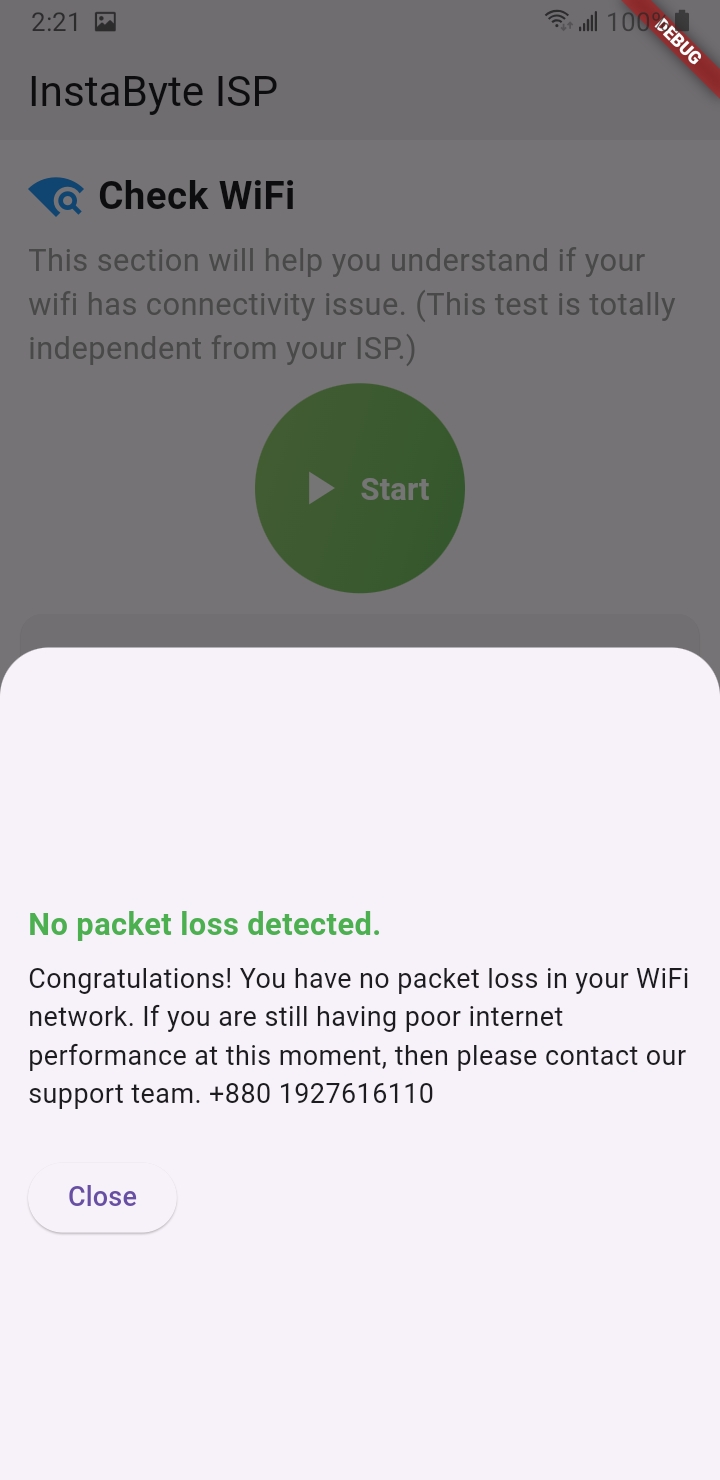 2:21
100%
DEBUG
InstaByte ISP
Check WiFi
This section will help you understand if your
wifi has connectivity issue. (This test is totally
independent from your ISP.)
Start
No packet loss detected.
Congratulations! You have no packet loss in your WiFi
network. If you are still having poor internet
performance at this moment, then please contact our
support team. +880 1927616110
Close